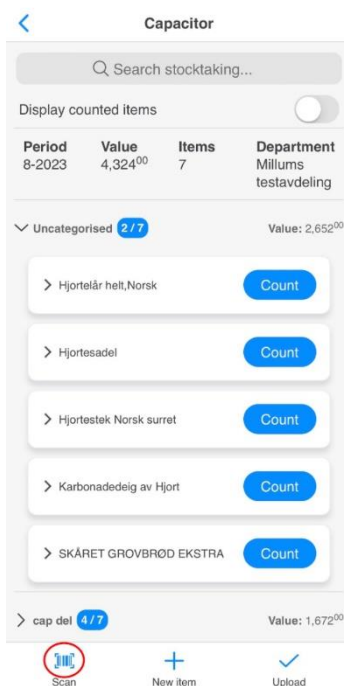 Capacitor
Search stocktaking...
Display counted items
Period Value Items Department
8-2023 4,324⁰⁰ 7 Millums
testavdeling
Uncategorised 2/7 Value: 2,652⁰⁰
Hjortelår helt,Norsk Count
Hjortesadel Count
Hjortestek Norsk surret Count
Karbonadedeig av Hjort Count
SKÅRET GROVBRØD EKSTRA Count
cap del 4/7 Value: 1,672⁰⁰
Scan New item Upload